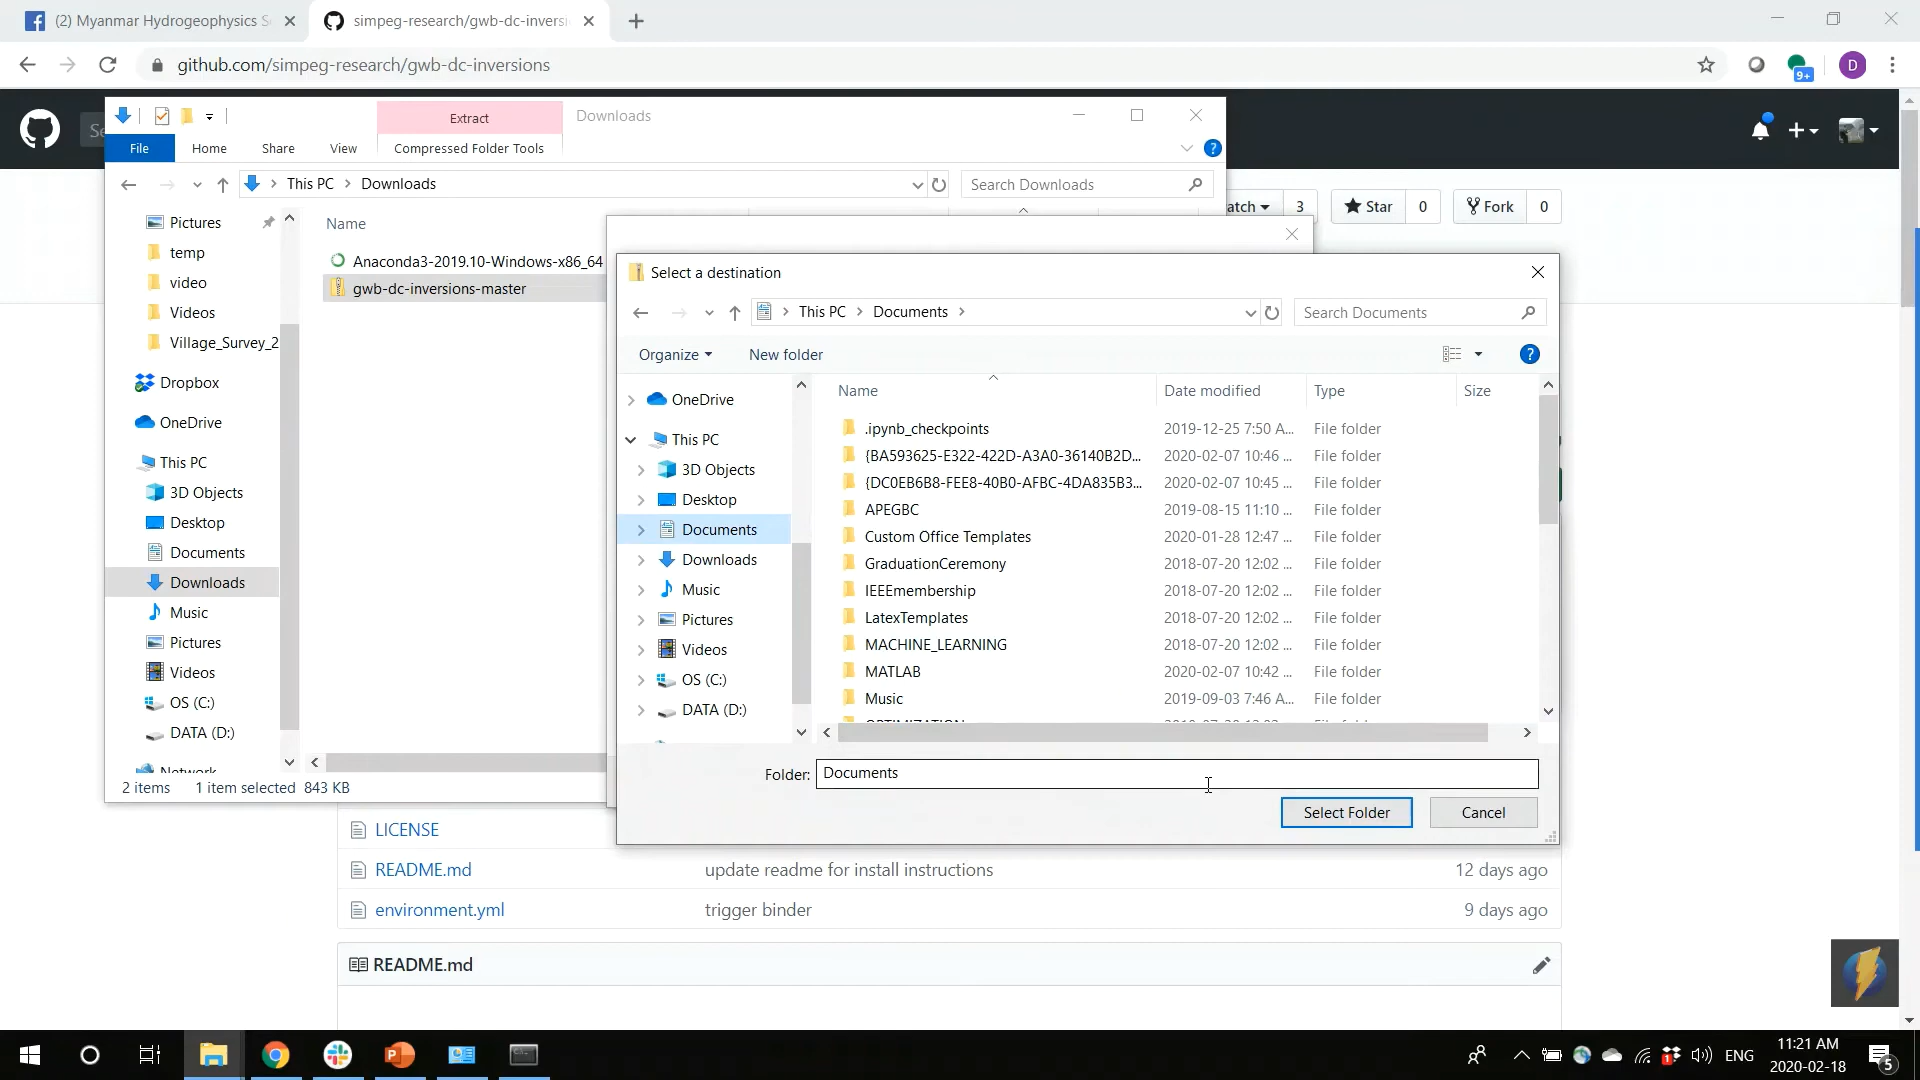 (2) Myanmar Hydrogeophysics S
simpeg-research/gwb-dc-inversi
github.com/simpeg-research/gwb-dc-inversions
9+
D
Se
Extract
Downloads
File
Home
Share
View
Compressed Folder Tools
?
This PC
Downloads
Search Downloads
atch
3
Star
0
Fork
0
Pictures
temp
video
Videos
Village_Survey_2
Dropbox
OneDrive
This PC
3D Objects
Desktop
Documents
Downloads
Music
Pictures
Videos
OS (C:)
DATA (D:)
Network
Name
Anaconda3-2019.10-Windows-x86_64
gwb-dc-inversions-master
2 items
1 item selected 843 KB
Select a destination
This PC
Documents
Search Documents
Organize
New folder
?
OneDrive
This PC
3D Objects
Desktop
Documents
Downloads
Music
Pictures
Videos
OS (C:)
DATA (D:)
Name Date modified Type Size
.ipynb_checkpoints 2019-12-25 7:50 A... File folder
{BA593625-E322-422D-A3A0-36140B2D... 2020-02-07 10:46 ... File folder
{DC0EB6B8-FEE8-40B0-AFBC-4DA835B3... 2020-02-07 10:45 ... File folder
APEGBC 2019-08-15 11:10 ... File folder
Custom Office Templates 2020-01-28 12:47 ... File folder
GraduationCeremony 2018-07-20 12:02 ... File folder
IEEEmembership 2018-07-20 12:02 ... File folder
LatexTemplates 2018-07-20 12:02 ... File folder
MACHINE_LEARNING 2018-07-20 12:02 ... File folder
MATLAB 2020-02-07 10:42 ... File folder
Music 2019-09-03 7:46 A... File folder
Folder: Documents
Select Folder
Cancel
LICENSE
README.md update readme for install instructions 12 days ago
environment.yml trigger binder 9 days ago
README.md
ENG
11:21 AM
2020-02-18
5